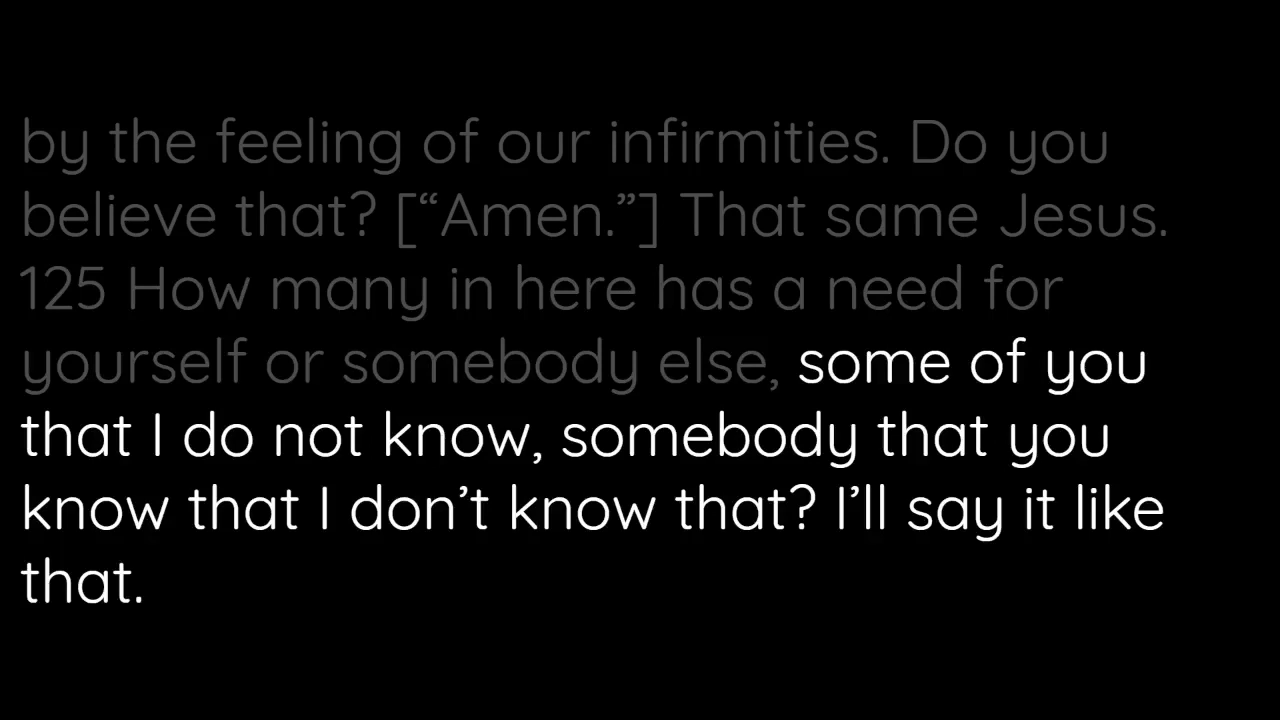 by the feeling of our infirmities. Do you
believe that? [“Amen.”] That same Jesus.
125 How many in here has a need for
yourself or somebody else, some of you
that I do not know, somebody that you
know that I don’t know that? I’ll say it like
that.